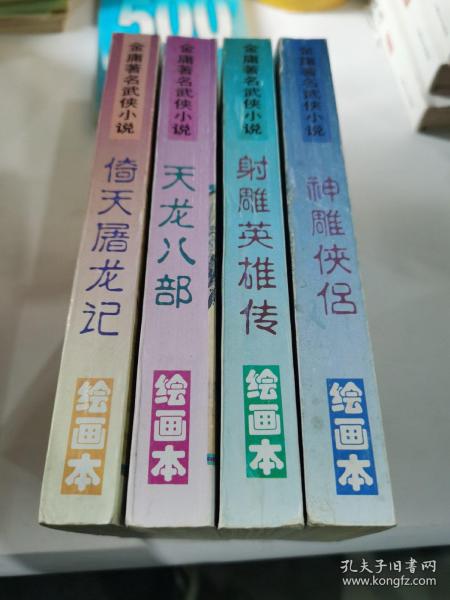 500
金庸著名武侠小说
倚天屠龙记
绘画本
金庸著名武侠小说
天龙八部
绘画本
金庸著名武侠小说
射雕英雄传
绘画本
金庸著名武侠小说
神雕侠侣
绘画本
孔夫子旧书网
www.kongfz.com